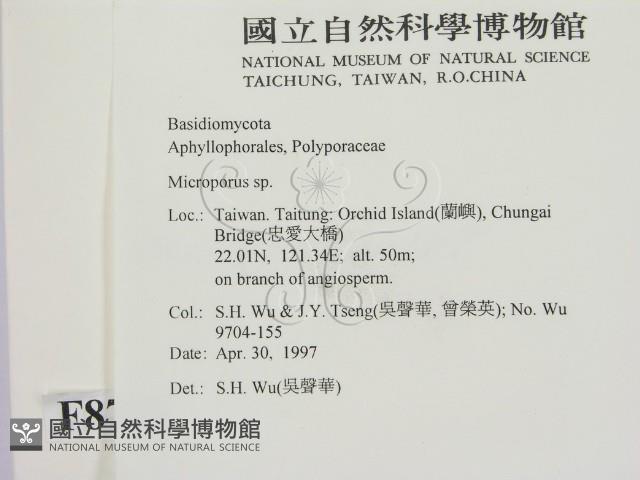 國立自然科學博物館
NATIONAL MUSEUM OF NATURAL SCIENCE
TAICHUNG, TAIWAN, R.O.CHINA
Basidiomycota
Aphyllophorales, Polyporaceae
Microporus sp.
Loc.: Taiwan. Taitung: Orchid Island(蘭嶼), Chungai
Bridge(忠愛大橋)
22.01N, 121.34E; alt. 50m;
on branch of angiosperm.
Col.: S.H. Wu & J.Y. Tseng(吳聲華, 曾榮英); No. Wu
9704-155
Date: Apr. 30, 1997
Det.: S.H. Wu(吳聲華)
國立自然科學博物館
NATIONAL MUSEUM OF NATURAL SCIENCE